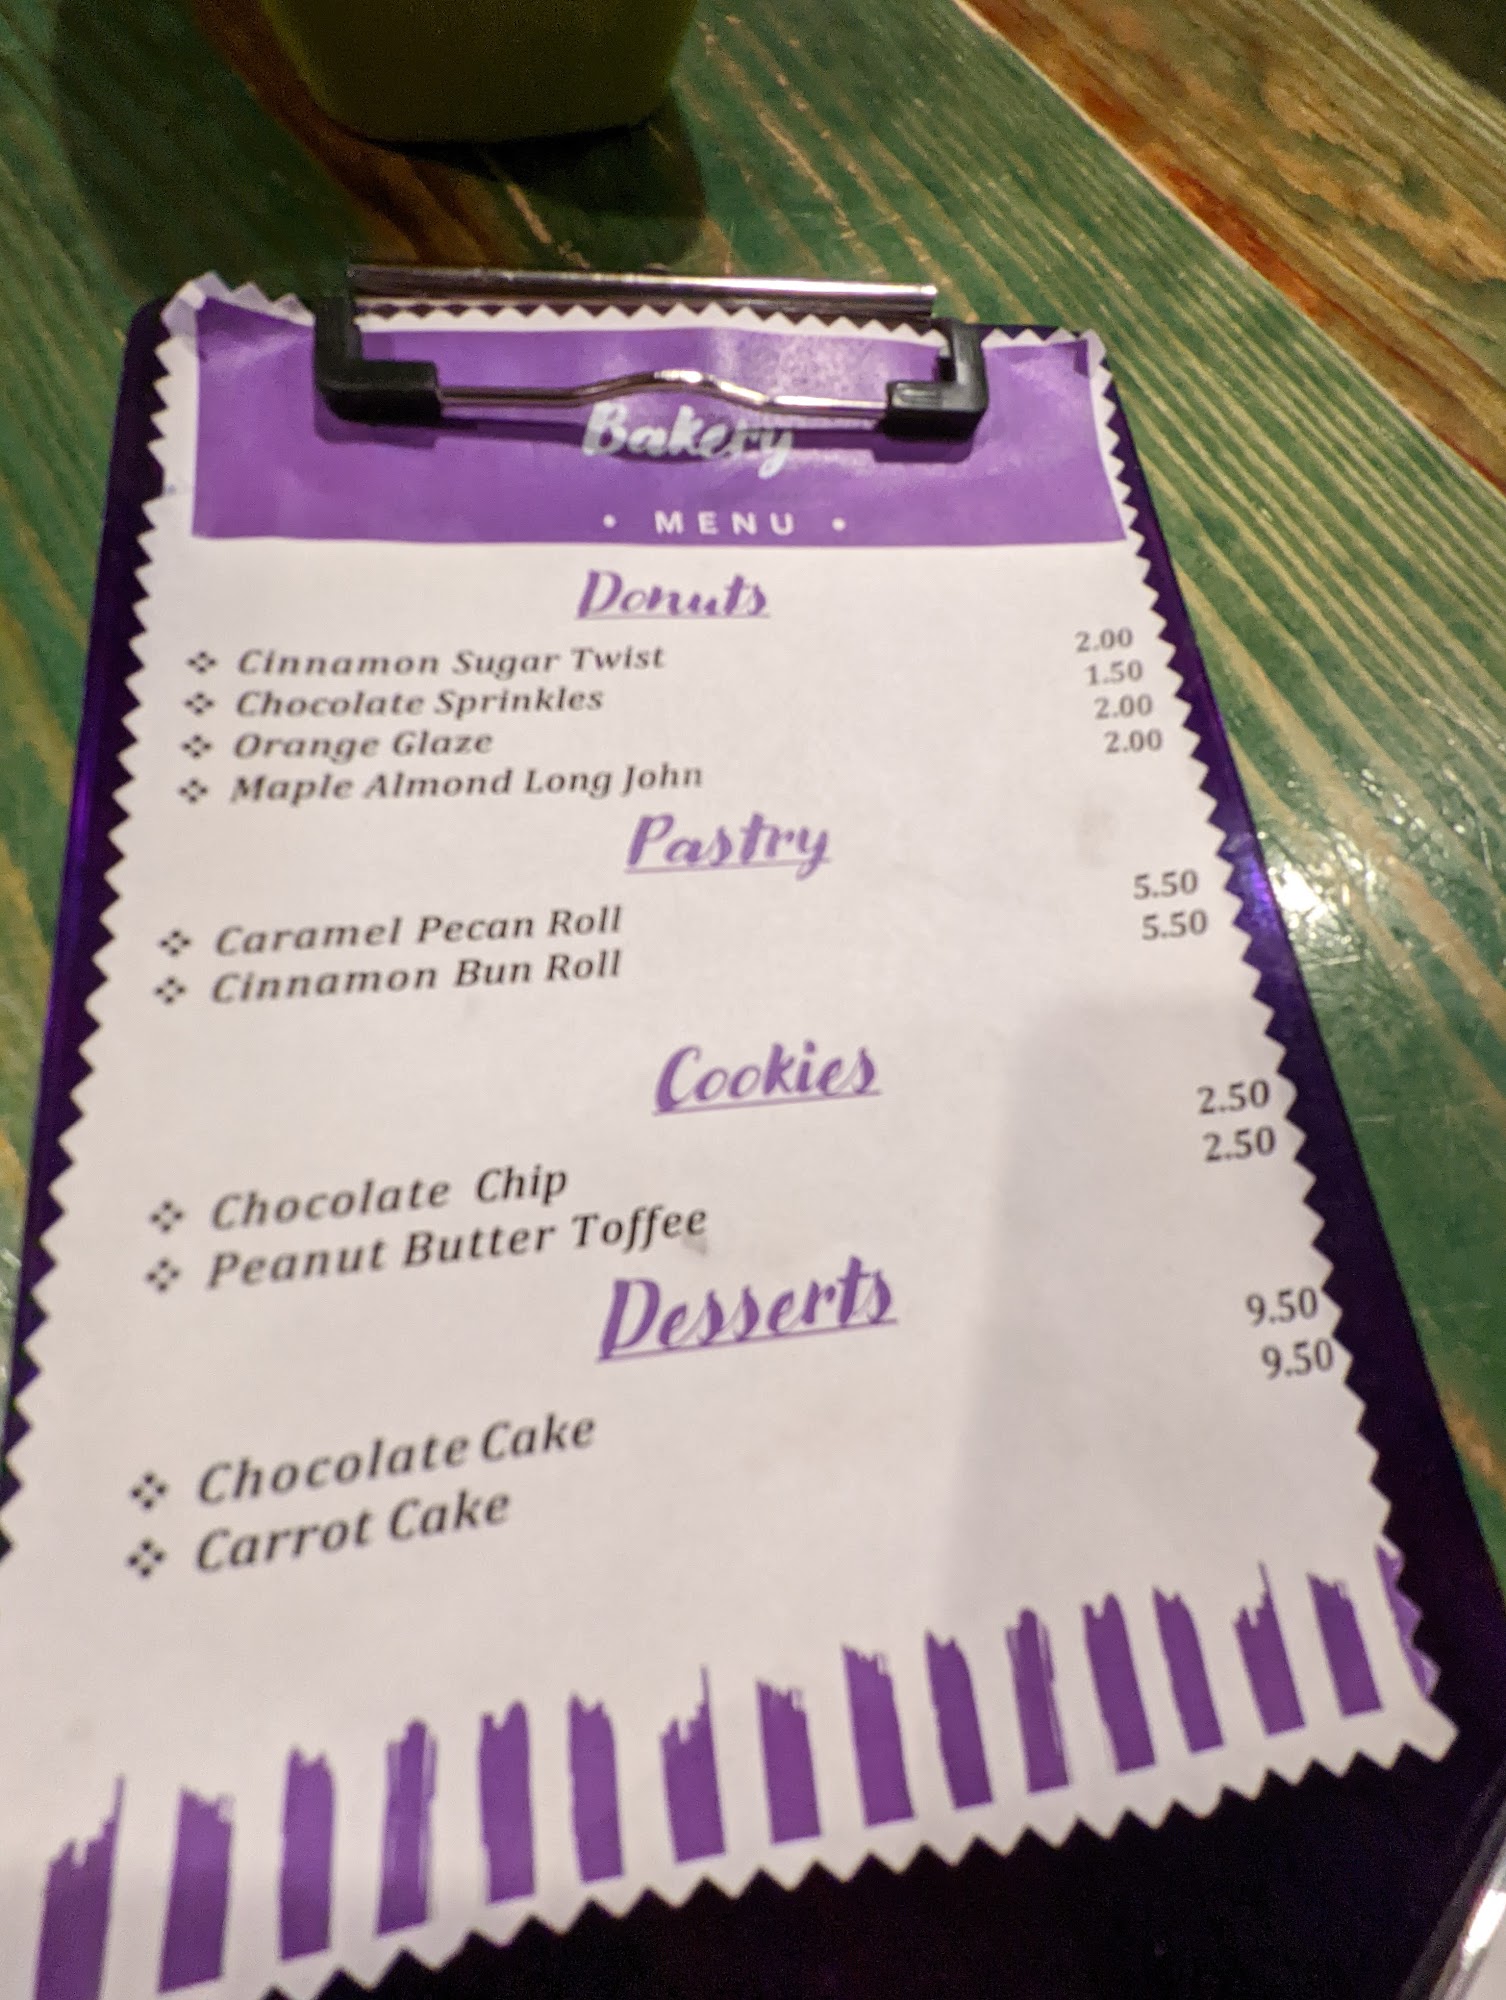 Bakery
• MENU •
Donuts
❖ Cinnamon Sugar Twist 2.00
❖ Chocolate Sprinkles 1.50
❖ Orange Glaze 2.00
❖ Maple Almond Long John 2.00
Pastry
❖ Caramel Pecan Roll 5.50
❖ Cinnamon Bun Roll 5.50
Cookies
❖ Chocolate Chip 2.50
❖ Peanut Butter Toffee 2.50
Desserts
❖ Chocolate Cake 9.50
❖ Carrot Cake 9.50